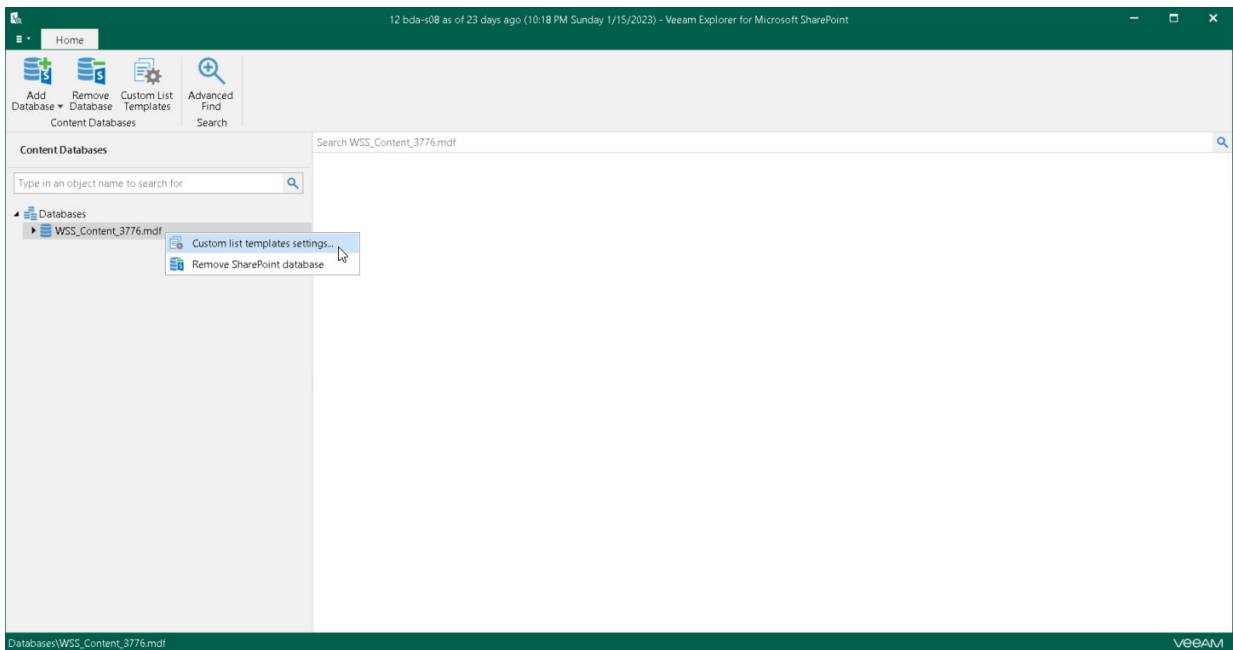 12 bda-s08 as of 23 days ago (10:18 PM Sunday 1/15/2023) - Veeam Explorer for Microsoft SharePoint
Home
Add Database
Remove Database
Custom List Templates
Advanced Find
Content Databases
Search
Content Databases
Search WSS_Content_3776.mdf
Type in an object name to search for
Databases
WSS_Content_3776.mdf
Custom list templates settings...
Remove SharePoint database
Databases\WSS_Content_3776.mdf
veeAM